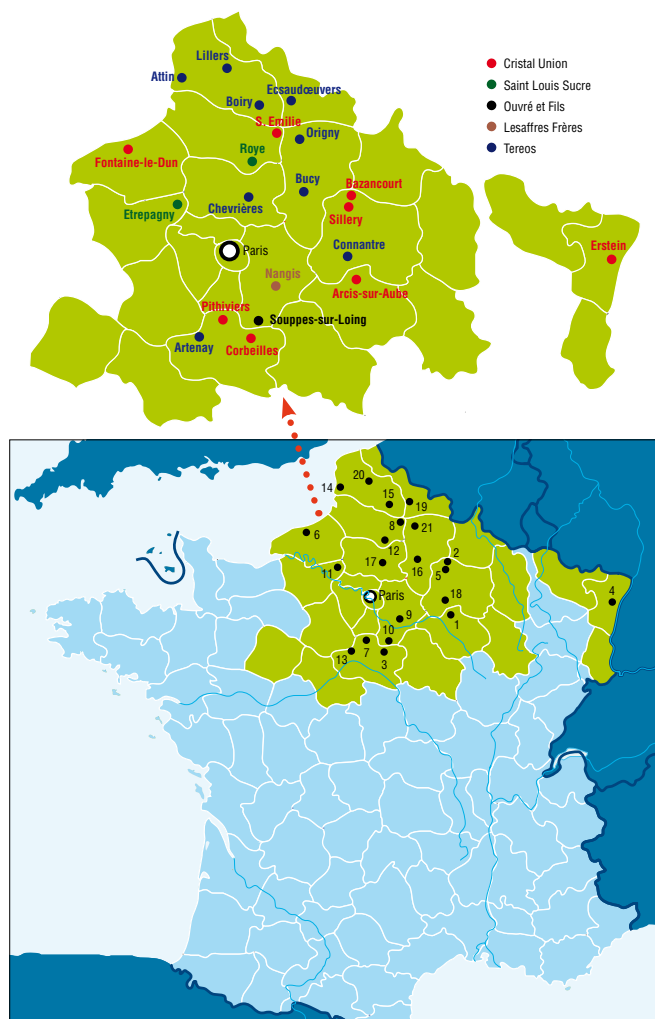 Lillers
Attin
Ecsaudœuvers
Boiry
S. Emilie
Origny
Roye
Fontaine-le-Dun
Bucy
Bazancourt
Etrepagny
Chevrières
Sillery
Paris
Connantre
Erstein
Nangis
Arcis-sur-Aube
Pithiviers
Souppes-sur-Loing
Artenay
Corbeilles
Cristal Union
Saint Louis Sucre
Ouvré et Fils
Lesaffres Frères
Tereos
20
14
15
19
8
21
6
12
17
2
16
11
5
Paris
18
4
9
1
10
7
13
3